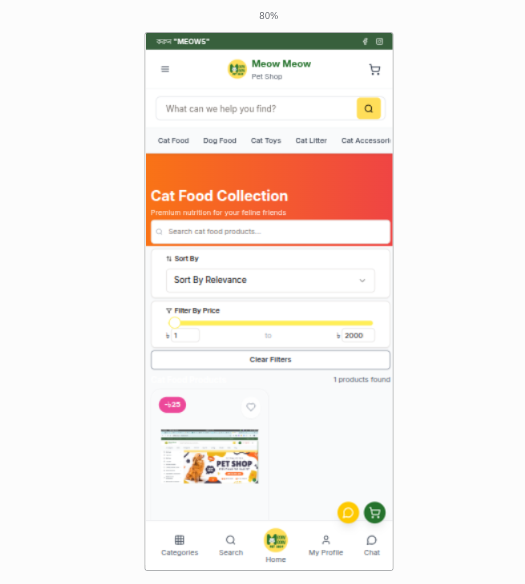 80%
করুন "MEOWS"
Meow Meow
Pet Shop
What can we help you find?
Cat Food Dog Food Cat Toys Cat Litter Cat Accessori
Cat Food Collection
Premium nutrition for your feline friends
Search cat food products...
Sort By
Sort By Relevance
Filter By Price
৳ 1 to ৳ 2000
Clear Filters
1 products found
-৳25
PET SHOP
Categories Search Home My Profile Chat